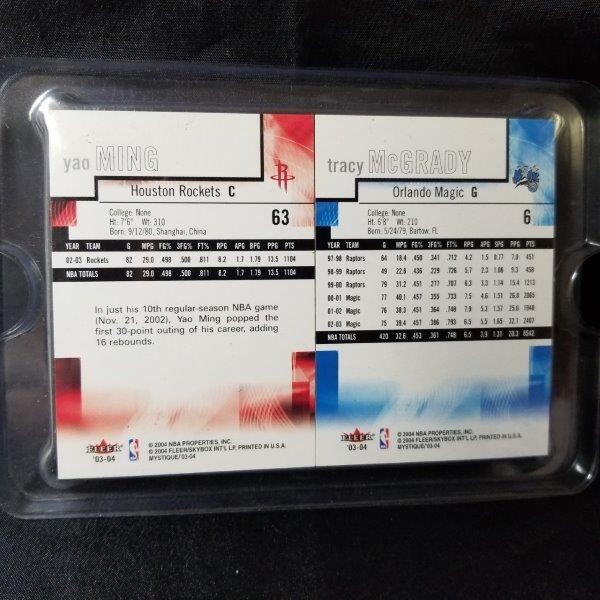 yao MING
Houston Rockets C
College: None
Ht: 7'6" Wt: 310
Born: 9/12/80, Shanghai, China
63
YEAR TEAM G MPG FG% 3FG% FT% RPG APG BPG PPG PTS
02-03 Rockets 82 29.0 .498 .500 .811 8.2 1.7 1.79 13.5 1104
NBA TOTALS 82 29.0 .498 .500 .811 8.2 1.7 1.79 13.5 1104
In just his 10th regular-season NBA game
(Nov. 21, 2002), Yao Ming popped the
first 30-point outing of his career, adding
16 rebounds.
FLEER
'03-04
© 2004 NBA PROPERTIES, INC.
© 2004 FLEER/SKYBOX INT'L LP, PRINTED IN U.S.A.
MYSTIQUE/'03-04
tracy McGRADY
Orlando Magic G
College: None
Ht: 6'8" Wt: 210
Born: 5/24/79, Bartow, FL
6
YEAR TEAM G MPG FG% 3FG% FT% RPG APG SPG PPG PTS
97-98 Raptors 64 18.4 .450 .341 .712 4.2 1.5 0.77 7.0 451
98-99 Raptors 49 22.6 .436 .229 .726 5.7 2.3 1.06 9.3 458
99-00 Raptors 79 31.2 .451 .277 .707 6.3 3.3 1.14 15.4 1213
00-01 Magic 77 40.1 .457 .355 .733 7.5 4.6 1.51 26.8 2065
01-02 Magic 76 38.3 .451 .364 .748 7.9 5.3 1.57 25.6 1948
02-03 Magic 75 39.4 .457 .386 .793 6.5 5.5 1.65 32.1 2407
NBA TOTALS 420 32.6 .453 .361 .748 6.5 3.9 1.31 20.3 8542
FLEER
'03-04
© 2004 NBA PROPERTIES, INC.
© 2004 FLEER/SKYBOX INT'L LP, PRINTED IN U.S.A.
MYSTIQUE/'03-04